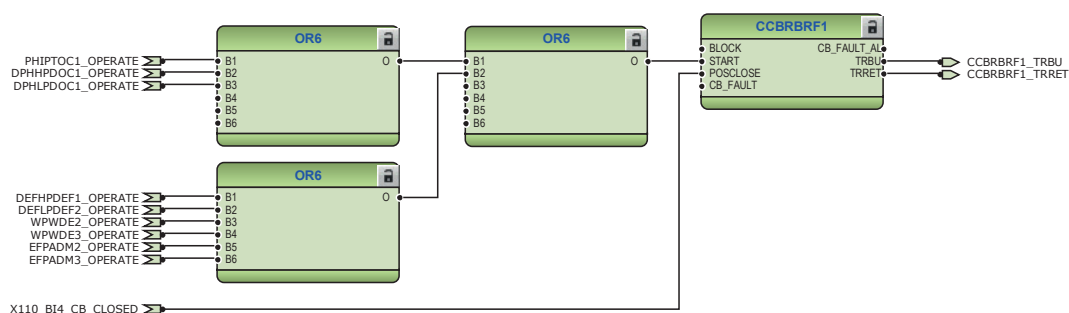 CCBRBRF1
OR6
OR6
BLOCK CB_FAULT_AL
PHIPTOC1_OPERATE B1 O B1 O START TRBU CCBRBRF1_TRBU
DPHHPDOC1_OPERATE B2 B2 POSCLOSE TRRET CCBRBRF1_TRRET
DPHLPDOC1_OPERATE B3 B3 CB_FAULT
B4 B4
B5 B5
B6 B6
OR6
DEFHPDEF1_OPERATE B1 O
DEFLPDEF2_OPERATE B2
WPWDE2_OPERATE B3
WPWDE3_OPERATE B4
EFPADM2_OPERATE B5
EFPADM3_OPERATE B6
X110_BI4_CB_CLOSED